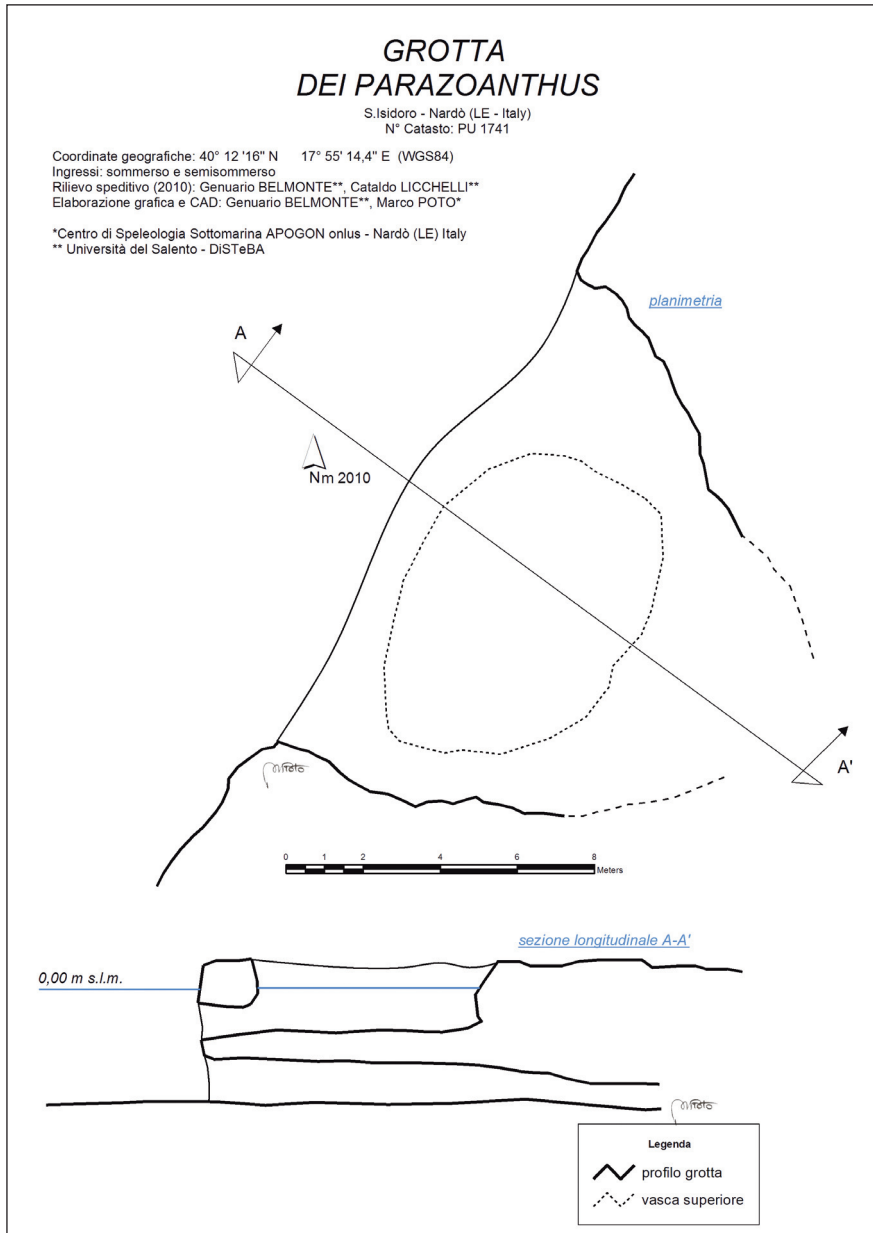 GROTTA
DEI PARAZOANTHUS
S.Isidoro - Nardò (LE - Italy)
N° Catasto: PU 1741
Coordinate geografiche: 40° 12 '16" N 17° 55' 14,4" E (WGS84)
Ingressi: sommerso e semisommerso
Rilievo speditivo (2010): Genuario BELMONTE**, Cataldo LICCHELLI**
Elaborazione grafica e CAD: Genuario BELMONTE**, Marco POTO*
*Centro di Speleologia Sottomarina APOGON onlus - Nardò (LE) Italy
** Università del Salento - DiSTeBA
planimetria
A
Nm 2010
A'
MPoto
0 1 2 4 6 8
Meters
sezione longitudinale A-A'
0,00 m s.l.m.
MPoto
Legenda
profilo grotta
vasca superiore